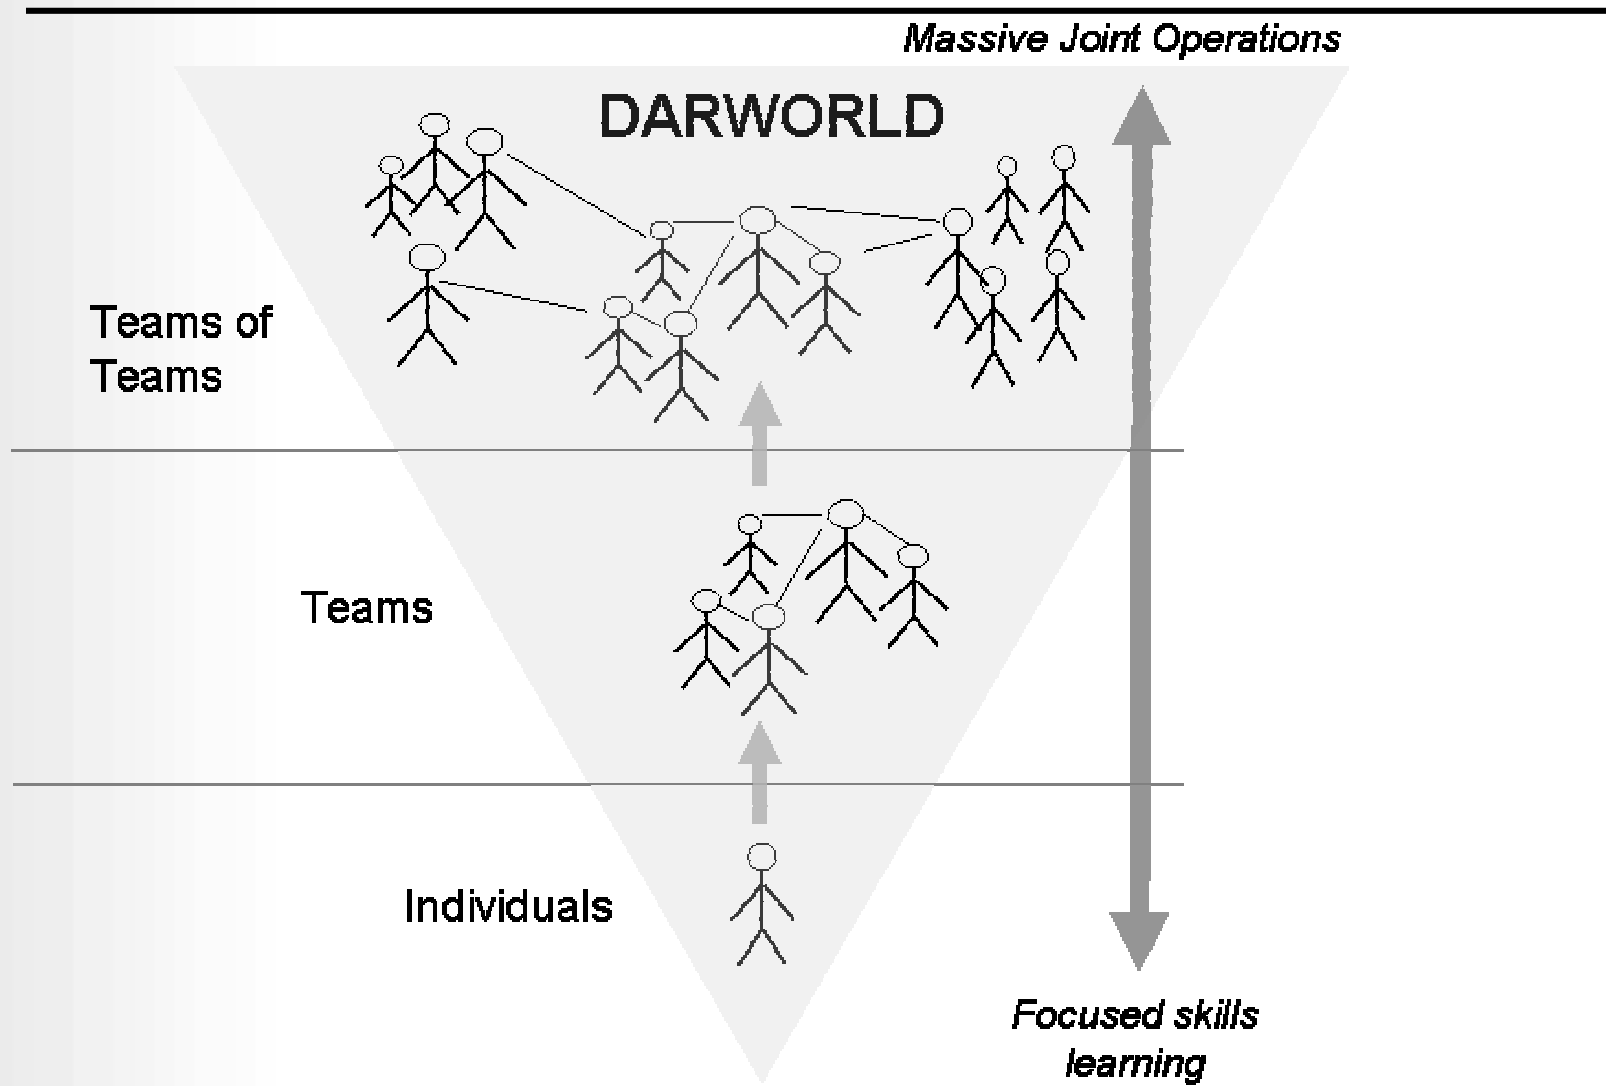 Massive Joint Operations
DARWORLD
Teams of
Teams
Teams
Individuals
Focused skills
learning